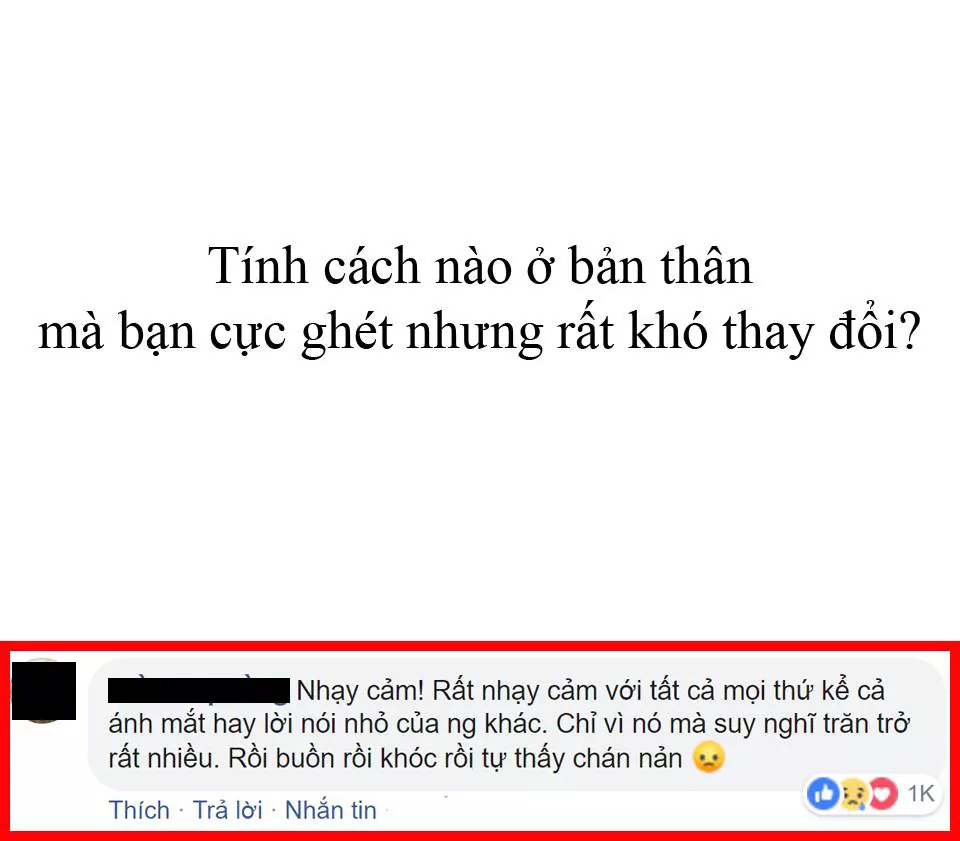 Tính cách nào ở bản thân
mà bạn cực ghét nhưng rất khó thay đổi?
Nhạy cảm! Rất nhạy cảm với tất cả mọi thứ kể cả
ánh mắt hay lời nói nhỏ của ng khác. Chỉ vì nó mà suy nghĩ trăn trở
rất nhiều. Rồi buồn rồi khóc rồi tự thấy chán nản
1K
Thích · Trả lời · Nhắn tin